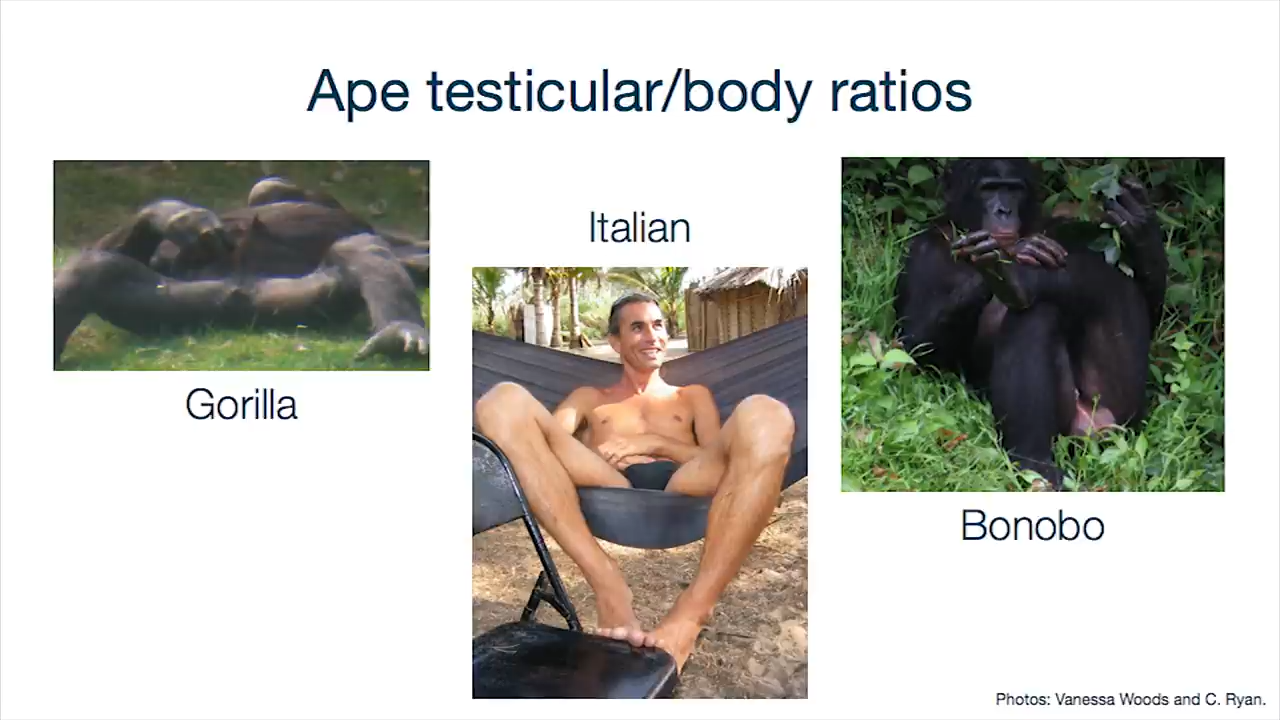 Ape testicular/body ratios
Italian
Gorilla
Bonobo
Photos: Vanessa Woods and C. Ryan.